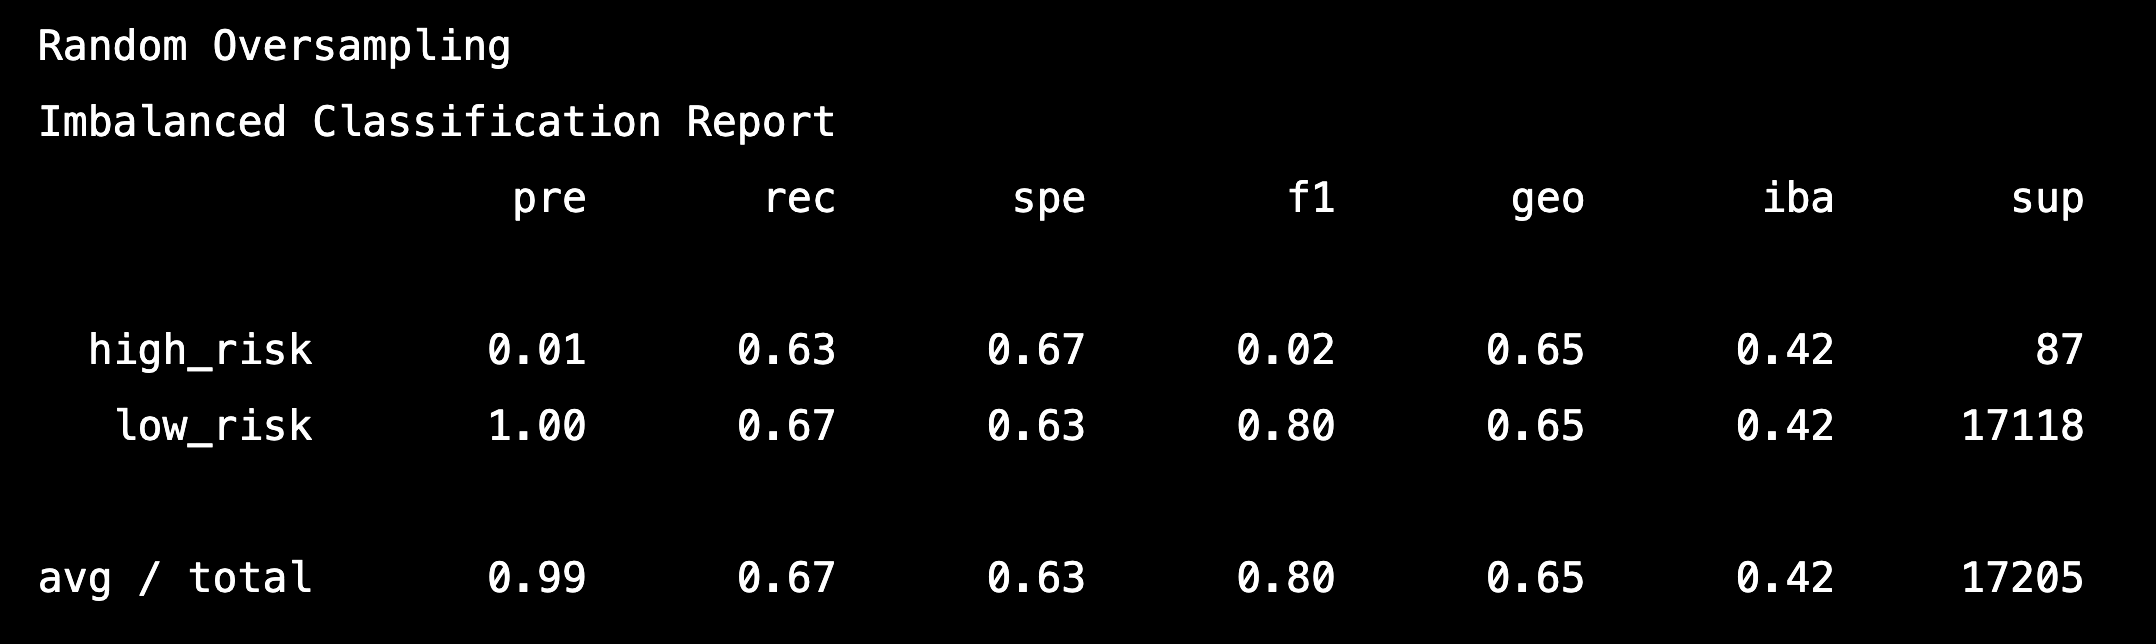 Random Oversampling
Imbalanced Classification Report
pre rec spe f1 geo iba sup
high_risk 0.01 0.63 0.67 0.02 0.65 0.42 87
low_risk 1.00 0.67 0.63 0.80 0.65 0.42 17118
avg / total 0.99 0.67 0.63 0.80 0.65 0.42 17205